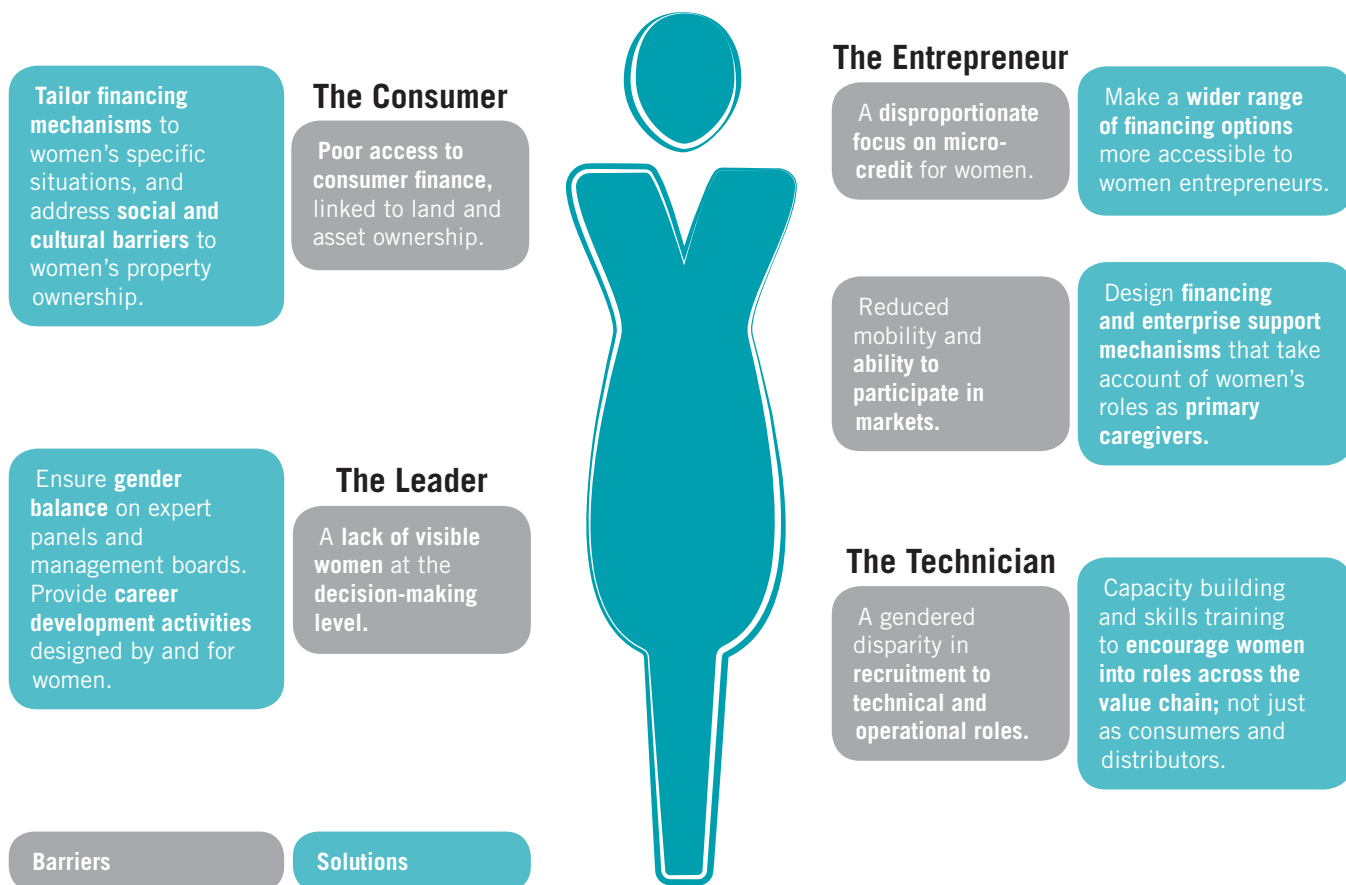 Tailor financing
mechanisms to
women's specific
situations, and
address social and
cultural barriers to
women's property
ownership.
The Consumer
Poor access to
consumer finance,
linked to land and
asset ownership.
Ensure gender
balance on expert
panels and
management boards.
Provide career
development activities
designed by and for
women.
The Leader
A lack of visible
women at the
decision-making
level.
The Entrepreneur
A disproportionate
focus on micro-
credit for women.
Make a wider range
of financing options
more accessible to
women entrepreneurs.
Reduced
mobility and
ability to
participate in
markets.
Design financing
and enterprise support
mechanisms that take
account of women's
roles as primary
caregivers.
The Technician
A gendered
disparity in
recruitment to
technical and
operational roles.
Capacity building
and skills training
to encourage women
into roles across the
value chain; not just
as consumers and
distributors.
Barriers
Solutions